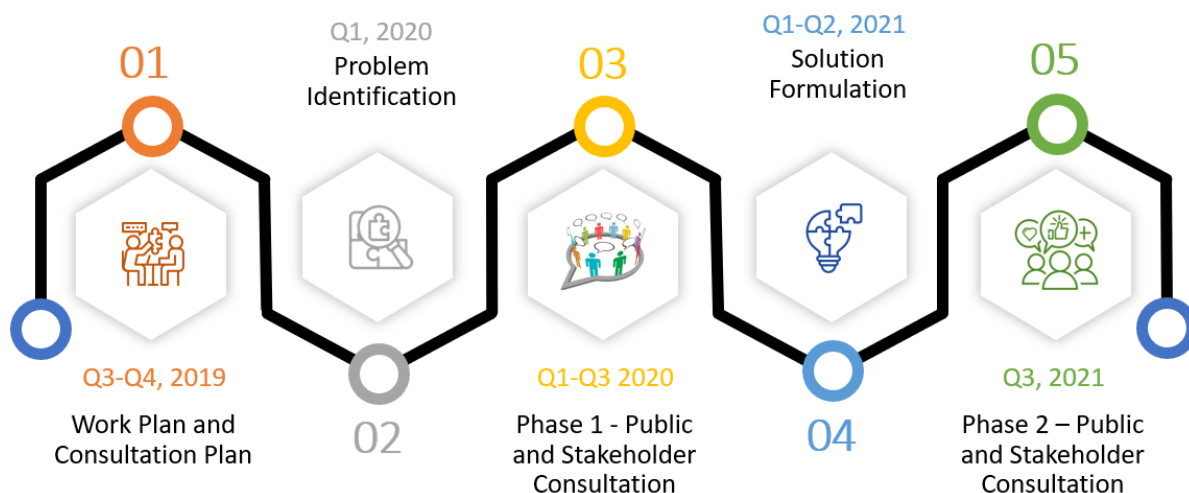 01
Q3-Q4, 2019
Work Plan and
Consultation Plan
Q1, 2020
Problem
Identification
02
03
Q1-Q3 2020
Phase 1 - Public
and Stakeholder
Consultation
Q1-Q2, 2021
Solution
Formulation
04
05
Q3, 2021
Phase 2 – Public
and Stakeholder
Consultation